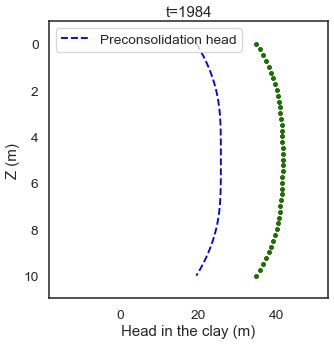 t=1984
Preconsolidation head
0
2
4
6
8
10
Z (m)
0 20 40
Head in the clay (m)